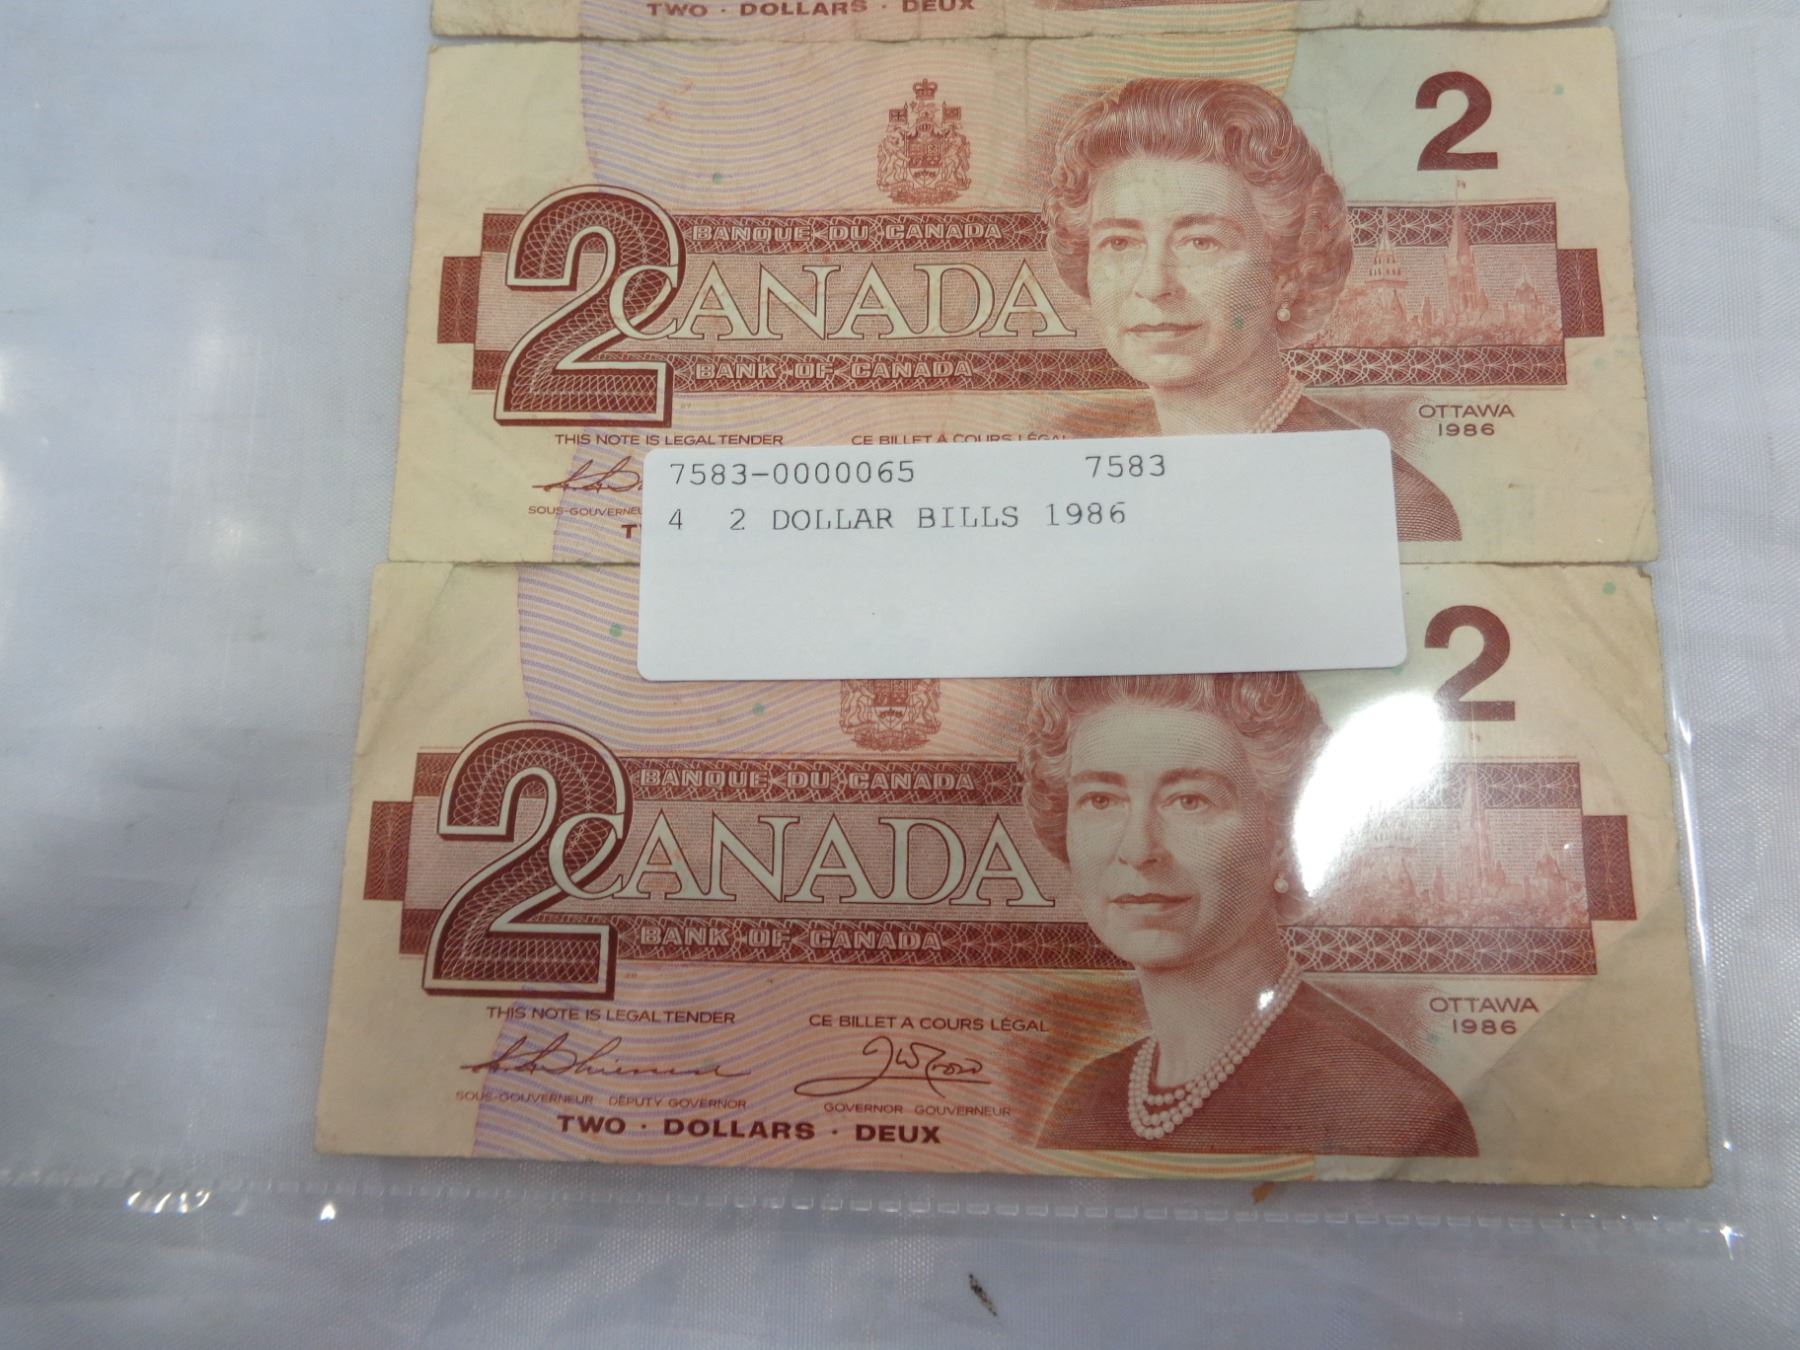 TWO · DOLLARS · DEUX
2
2
BANQUE DU CANADA
CANADA
BANK OF CANADA
OTTAWA
1986
THIS NOTE IS LEGAL TENDER CE BILLET A COURS LÉGAL
7583-0000065 7583
4 2 DOLLAR BILLS 1986
2
2
BANQUE DU CANADA
CANADA
BANK OF CANADA
OTTAWA
1986
THIS NOTE IS LEGAL TENDER CE BILLET A COURS LÉGAL
SOUS-GOUVERNEUR DEPUTY GOVERNOR GOVERNOR GOUVERNEUR
TWO · DOLLARS · DEUX